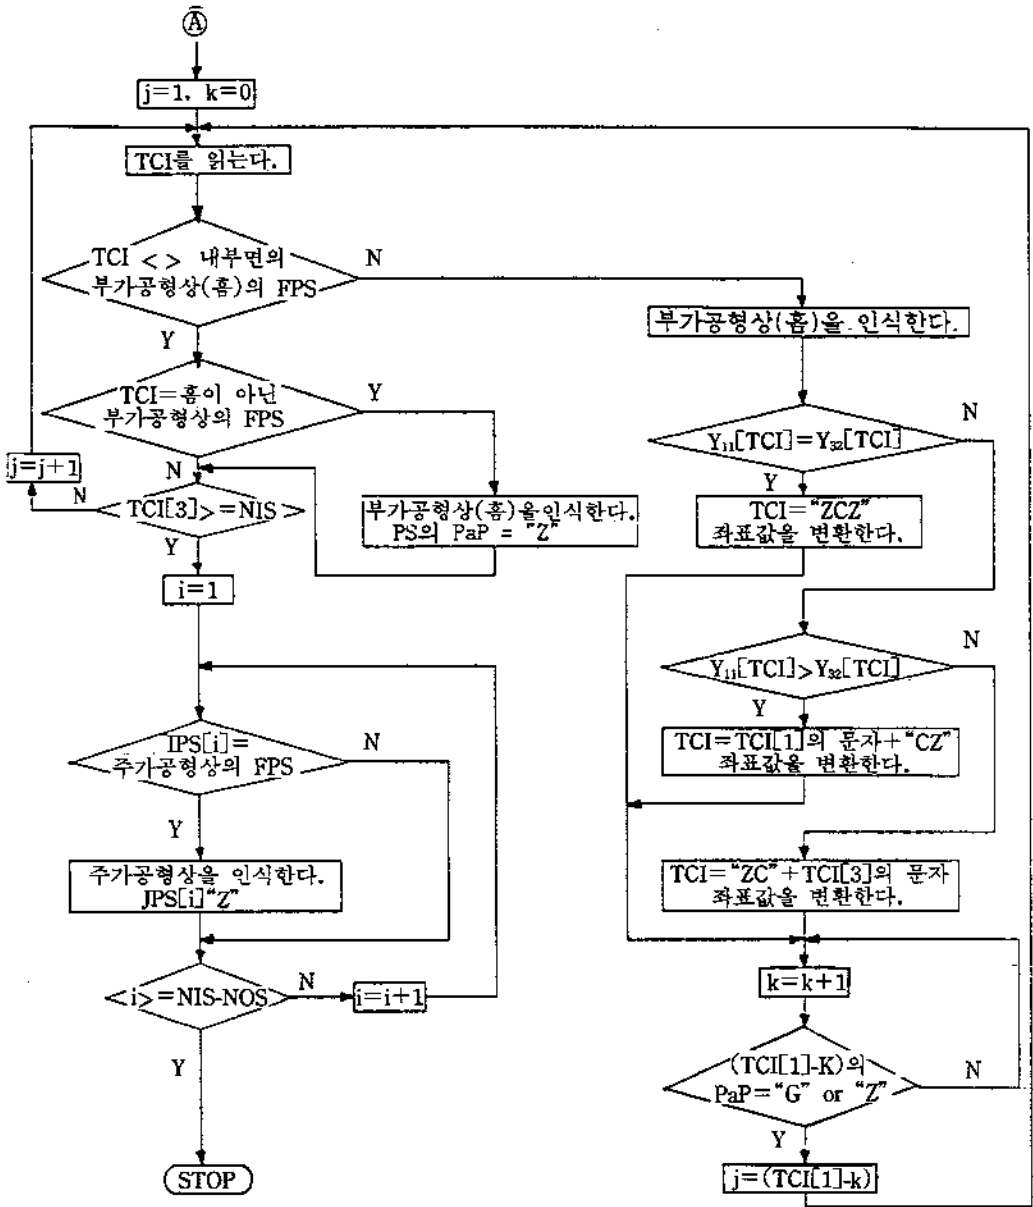 Ⓐ
j=1. k=0
TCI를 읽는다.
TCI < > 내부면의
부가공형상(홈)의 FPS
N
Y
부가공형상(홈)을 인식한다.
TCI=홈이 아닌
부가공형상의 FPS
Y
N
j=j+1
N
TCI[3]>=NIS
Y
부가공형상(홈)을인식한다.
PS의 PaP = "Z"
i=1
Y₁₁[TCI]=Y₃₂[TCI]
N
Y
TCI="ZCZ"
좌표값을 변환한다.
Y₁₁[TCI]>Y₃₂[TCI]
N
Y
TCI=TCI[1]의 문자+"CZ"
좌표값을 변환한다.
IPS[i]=
주가공형상의 FPS
N
Y
주가공형상을 인식한다.
JPS[i]"Z"
TCI="ZC"+TCI[3]의 문자
좌표값을 변환한다.
<i>=NIS-NOS
N
i=i+1
Y
k=k+1
(TCI[1]-K)의
PaP="G" or "Z"
N
Y
j=(TCI[1]-k)
STOP